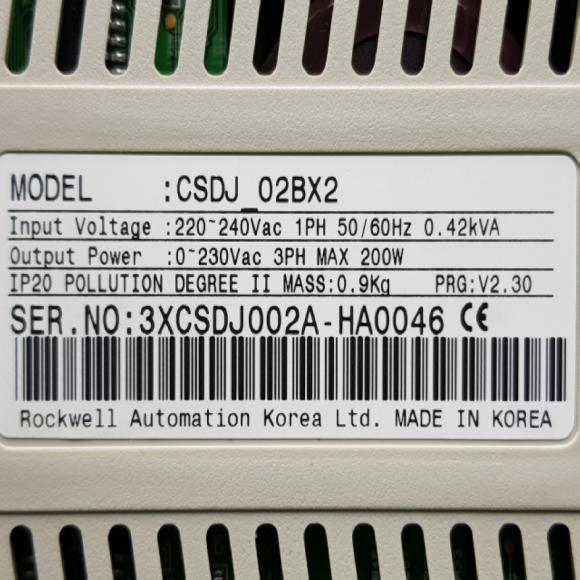 MODEL :CSDJ_02BX2
Input Voltage :220~240Vac 1PH 50/60Hz 0.42kVA
Output Power :0~230Vac 3PH MAX 200W
IP20 POLLUTION DEGREE II MASS:0.9Kg PRG:V2.30
SER.NO:3XCSDJ002A-HA0046 CE
Rockwell Automation Korea Ltd. MADE IN KOREA